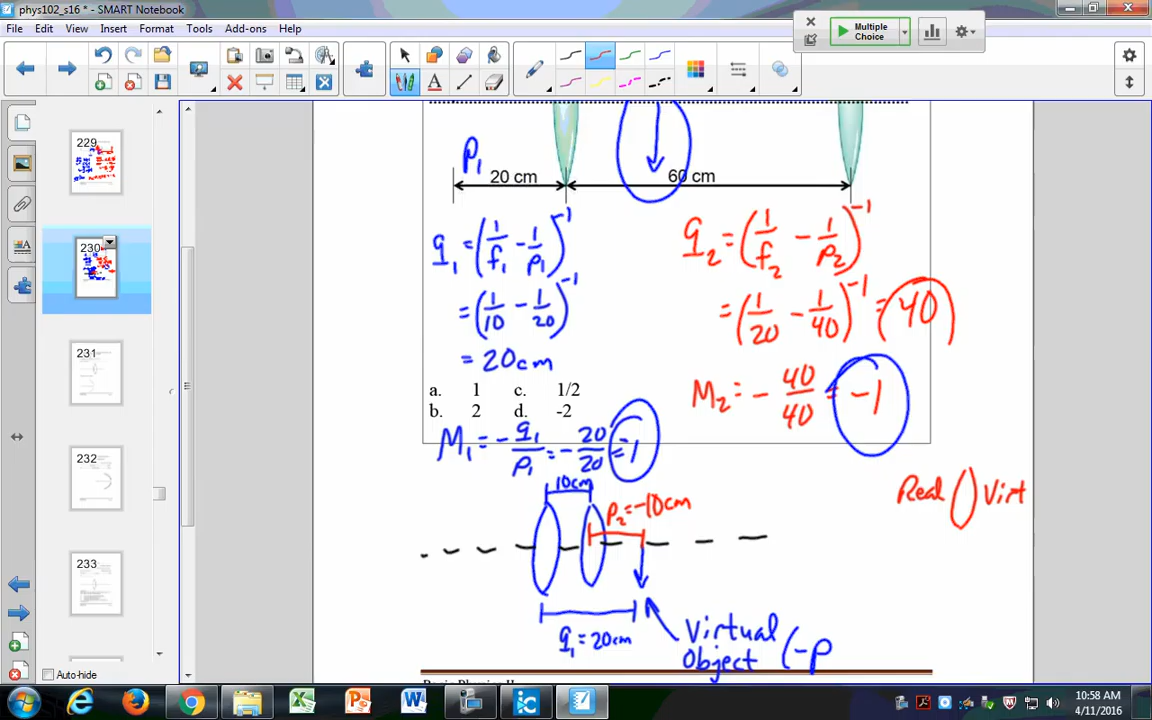 phys102_s16 * - SMART Notebook
File Edit View Insert Format Tools Add-ons Help
Multiple Choice
229
230
231
232
233
Auto-hide
P1
20 cm
60 cm
q1 = (1/f1 - 1/p1)^-1
= (1/10 - 1/20)^-1
= 20cm
q2 = (1/f2 - 1/p2)^-1
= (1/20 - 1/40)^-1 = 40
M2 = - 40/40 = -1
a. 1 c. 1/2
b. 2 d. -2
M1 = - q1/p1 = - 20/20 = -1
10cm
P2 = -10cm
Real () Virt
q1 = 20cm
Virtual
Object (-P
10:58 AM
4/11/2016